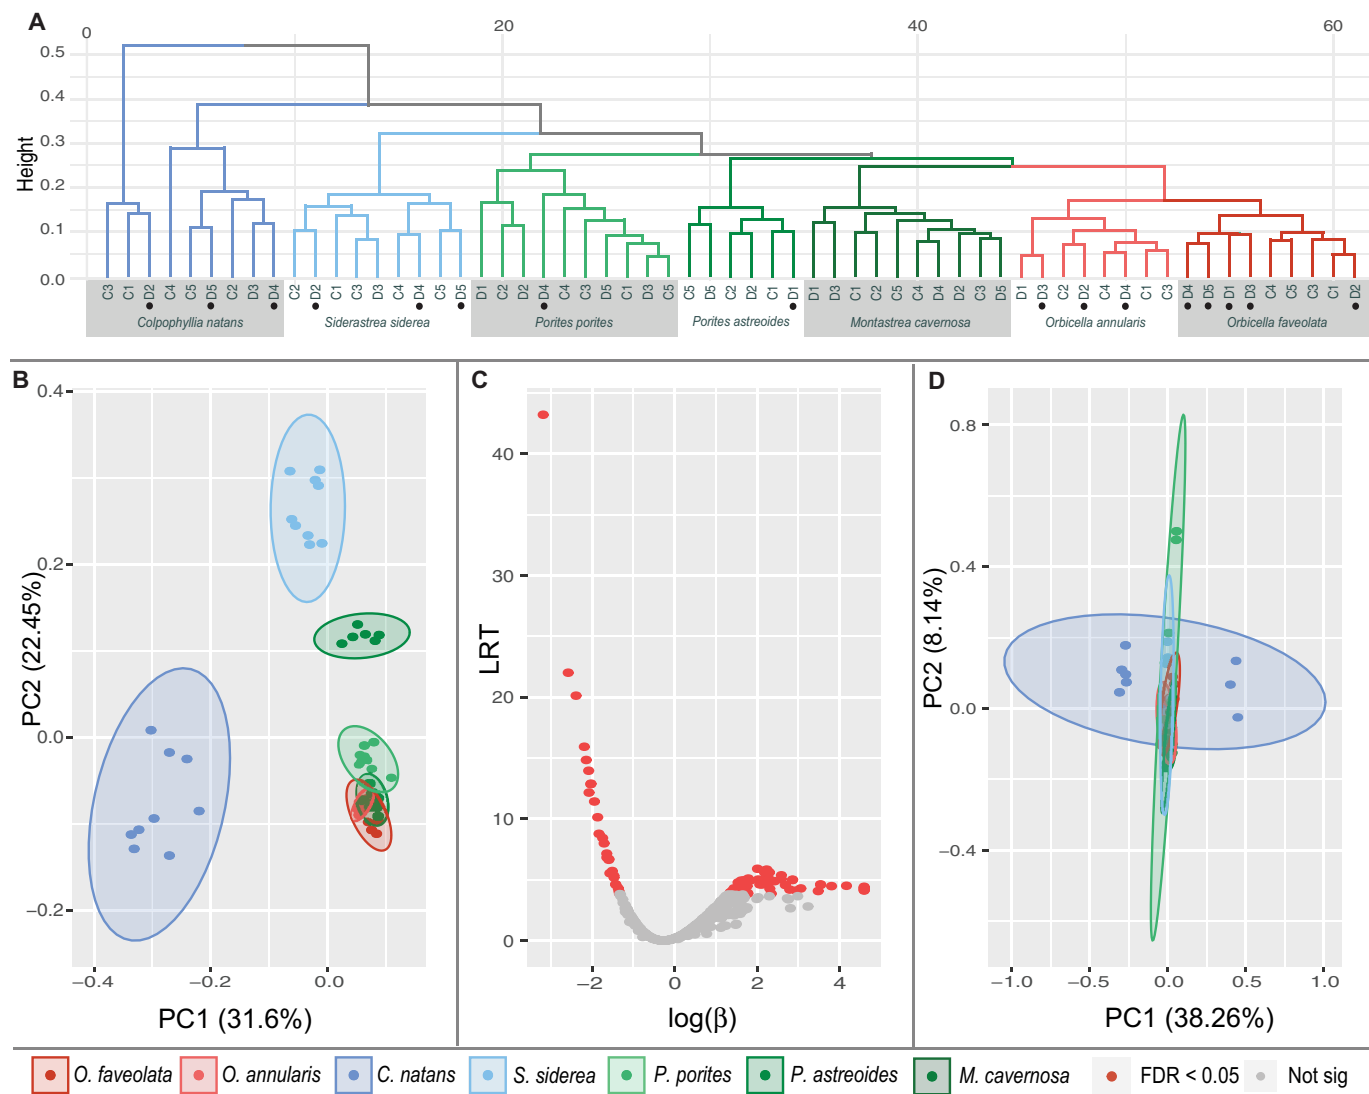 A
0 20 40 60
0.5
0.4
0.3
0.2
0.1
0.0
Height
C3 C1 D2 C4 C5 D5 C2 D3 D4 C2 D2 C1 C3 D3 C4 D4 C5 D5 D1 C2 D2 D4 C4 C3 D5 C1 D3 C5 C5 D5 C2 D2 C1 D1 D1 D3 C1 C2 C5 C4 D4 D2 C3 D5 D1 D3 C2 D2 C4 D4 C5 C1 D4 D5 D1 D3 C4 C5 C3 C1 D2
Colpophyllia natans Siderastrea siderea Porites porites Porites astreoides Montastrea cavernosa Orbicella annularis Orbicella faveolata
B
0.4
0.2
0.0
−0.2
PC2 (22.45%)
−0.4 −0.2 0.0
PC1 (31.6%)
C
40
30
20
10
0
LRT
−2 0 2 4
log(β)
D
0.8
0.4
0.0
−0.4
PC2 (8.14%)
−1.0 −0.5 0.0 0.5 1.0
PC1 (38.26%)
O. faveolata O. annularis C. natans S. siderea P. porites P. astreoides M. cavernosa FDR < 0.05 Not sig